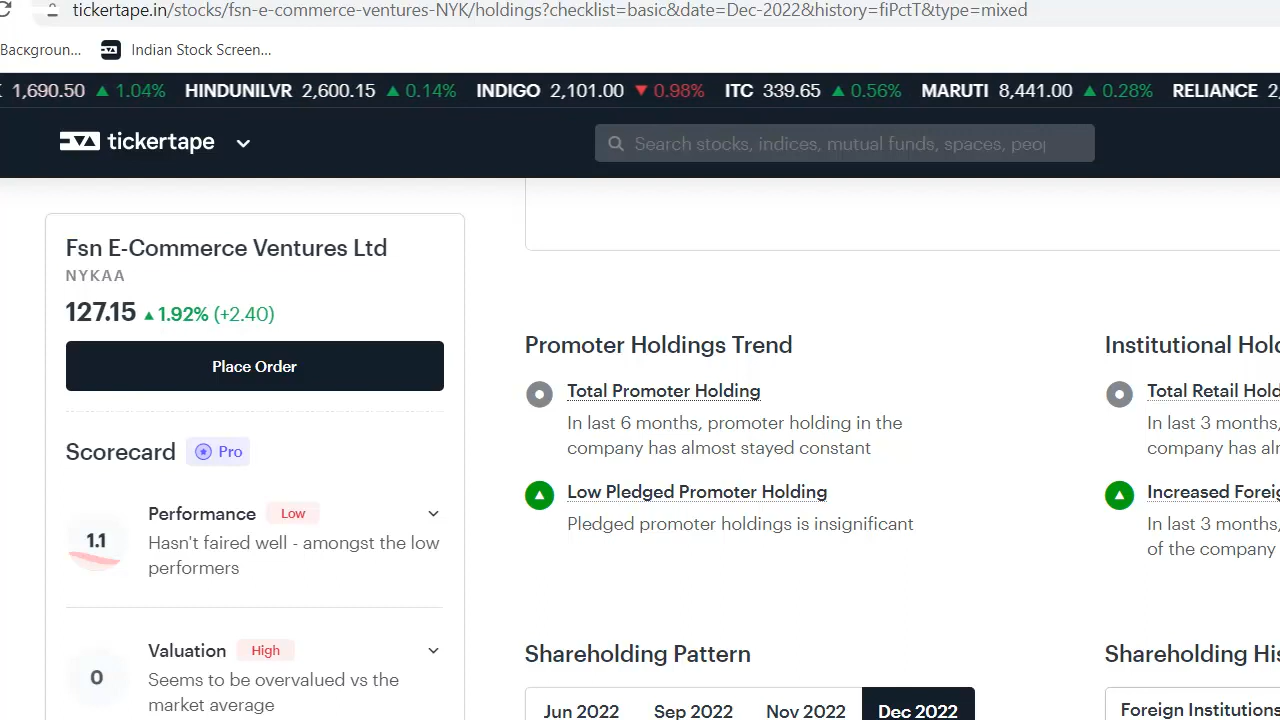 tickertape.in/stocks/fsn-e-commerce-ventures-NYK/holdings?checklist=basic&date=Dec-2022&history=fiPctT&type=mixed
Backgroun... Indian Stock Screen...
1,690.50 ▲ 1.04% HINDUNILVR 2,600.15 ▲ 0.14% INDIGO 2,101.00 ▼ 0.98% ITC 339.65 ▲ 0.56% MARUTI 8,441.00 ▲ 0.28% RELIANCE 2,
tickertape Search stocks, indices, mutual funds, spaces, peo
Fsn E-Commerce Ventures Ltd
NYKAA
127.15 ▲ 1.92% (+2.40)
Place Order
Scorecard Pro
Performance Low
1.1
Hasn't faired well - amongst the low
performers
Valuation High
0
Seems to be overvalued vs the
market average
Promoter Holdings Trend
Total Promoter Holding
In last 6 months, promoter holding in the
company has almost stayed constant
Low Pledged Promoter Holding
Pledged promoter holdings is insignificant
Shareholding Pattern
Jun 2022 Sep 2022 Nov 2022 Dec 2022
Institutional Hold
Total Retail Hold
In last 3 months,
company has alr
Increased Foreig
In last 3 months,
of the company
Shareholding His
Foreign Institutions